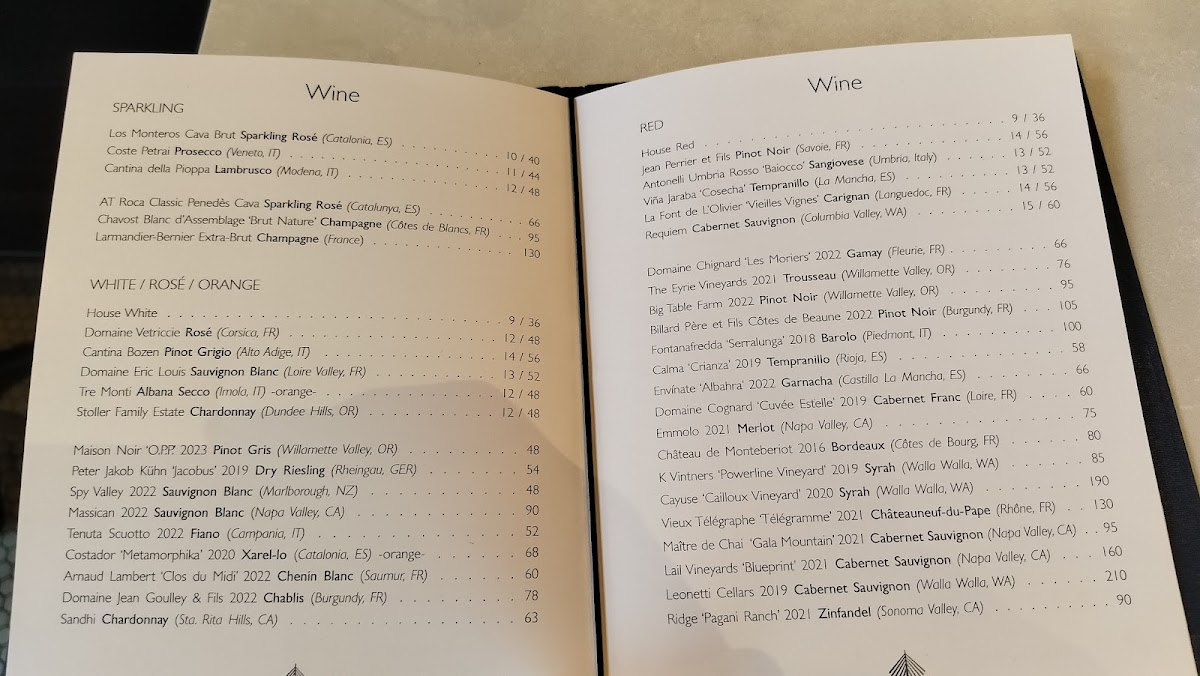 Wine
SPARKLING
Los Monteros Cava Brut Sparkling Rosé (Catalonia, ES) . . . . . . . . . . 10 / 40
Coste Petrai Prosecco (Veneto, IT) . . . . . . . . . . 11 / 44
Cantina della Pioppa Lambrusco (Modena, IT) . . . . . . . . . . 12 / 48
AT Roca Classic Penedès Cava Sparkling Rosé (Catalunya, ES) . . . . . . . . . . 66
Chavost Blanc d'Assemblage 'Brut Nature' Champagne (Côtes de Blancs, FR) . . . 95
Larmandier-Bernier Extra-Brut Champagne (France) . . . . . . . . . . 130
WHITE / ROSÉ / ORANGE
House White . . . . . . . . . . 9 / 36
Domaine Vetriccie Rosé (Corsica, FR) . . . . . . . . . . 12 / 48
Cantina Bozen Pinot Grigio (Alto Adige, IT) . . . . . . . . . . 14 / 56
Domaine Eric Louis Sauvignon Blanc (Loire Valley, FR) . . . . . . . . . . 13 / 52
Tre Monti Albana Secco (Imola, IT) -orange- . . . . . . . . . . 12 / 48
Stoller Family Estate Chardonnay (Dundee Hills, OR) . . . . . . . . . . 12 / 48
Maison Noir 'O.P.P.' 2023 Pinot Gris (Willamette Valley, OR) . . . . . . . . . . 48
Peter Jakob Kühn 'Jacobus' 2019 Dry Riesling (Rheingau, GER) . . . . . . . . 54
Spy Valley 2022 Sauvignon Blanc (Marlborough, NZ) . . . . . . . . . . 48
Massican 2022 Sauvignon Blanc (Napa Valley, CA) . . . . . . . . . . 90
Tenuta Scuotto 2022 Fiano (Campania, IT) . . . . . . . . . . 52
Costador 'Metamorphika' 2020 Xarel-lo (Catalonia, ES) -orange- . . . . . . . . 68
Arnaud Lambert 'Clos du Midi' 2022 Chenin Blanc (Saumur, FR) . . . . . . . 60
Domaine Jean Goulley & Fils 2022 Chablis (Burgundy, FR) . . . . . . . . . . 78
Sandhi Chardonnay (Sta. Rita Hills, CA) . . . . . . . . . . 63
Wine
RED
House Red . . . . . . . . . . 9 / 36
Jean Perrier et Fils Pinot Noir (Savoie, FR) . . . . . . . . . . 14 / 56
Antonelli Umbria Rosso 'Baiocco' Sangiovese (Umbria, Italy) . . . . . . . 13 / 52
Viña Jaraba 'Cosecha' Tempranillo (La Mancha, ES) . . . . . . . . . . 13 / 52
La Font de L'Olivier 'Vieilles Vignes' Carignan (Languedoc, FR) . . . . . . 14 / 56
Requiem Cabernet Sauvignon (Columbia Valley, WA) . . . . . . . . . . 15 / 60
Domaine Chignard 'Les Moriers' 2022 Gamay (Fleurie, FR) . . . . . . . . . . 66
The Eyrie Vineyards 2021 Trousseau (Willamette Valley, OR) . . . . . . . . . . 76
Big Table Farm 2022 Pinot Noir (Willamette Valley, OR) . . . . . . . . . . 95
Billard Père et Fils Côtes de Beaune 2022 Pinot Noir (Burgundy, FR) . . . . 105
Fontanafredda 'Serralunga' 2018 Barolo (Piedmont, IT) . . . . . . . . . . 100
Calma 'Crianza' 2019 Tempranillo (Rioja, ES) . . . . . . . . . . 58
Envínate 'Albahra' 2022 Garnacha (Castilla La Mancha, ES) . . . . . . . . . . 66
Domaine Cognard 'Cuvée Estelle' 2019 Cabernet Franc (Loire, FR) . . . . . . 60
Emmolo 2021 Merlot (Napa Valley, CA) . . . . . . . . . . 75
Château de Monteberiot 2016 Bordeaux (Côtes de Bourg, FR) . . . . . . . 80
K Vintners 'Powerline Vineyard' 2019 Syrah (Walla Walla, WA) . . . . . . . 85
Cayuse 'Cailloux Vineyard' 2020 Syrah (Walla Walla, WA) . . . . . . . . . . 190
Vieux Télégraphe 'Télégramme' 2021 Châteauneuf-du-Pape (Rhône, FR) . . . 130
Maître de Chai 'Gala Mountain' 2021 Cabernet Sauvignon (Napa Valley, CA) . . 95
Lail Vineyards 'Blueprint' 2021 Cabernet Sauvignon (Napa Valley, CA) . . . . 160
Leonetti Cellars 2019 Cabernet Sauvignon (Walla Walla, WA) . . . . . . . . 210
Ridge 'Pagani Ranch' 2021 Zinfandel (Sonoma Valley, CA) . . . . . . . . . . 90